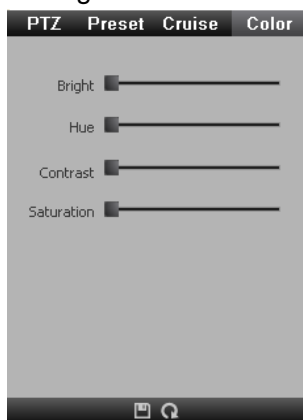 PTZ Preset Cruise Color
Bright
Hue
Contrast
Saturation